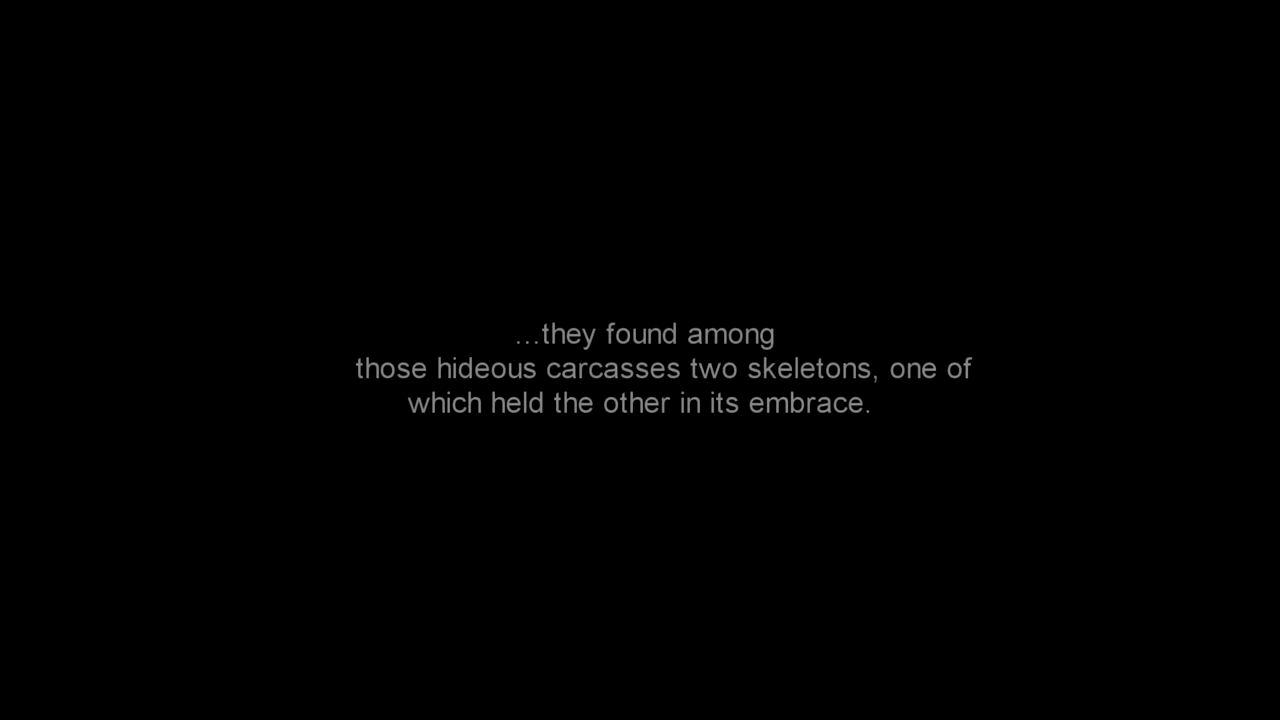 …they found among
those hideous carcasses two skeletons, one of
which held the other in its embrace.